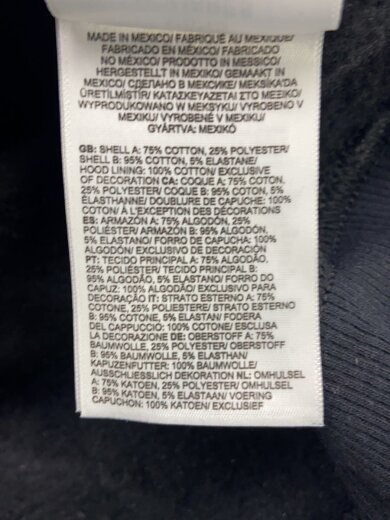 MADE IN MEXICO/ FABRIQUÉ AU MEXIQUE/
FABRICADO EN MÉXICO/ FABRICADO
NO MÉXICO/ PRODOTTO IN MESSICO/
HERGESTELLT IN MEXIKO/ GEMAAKT IN
MEXICO/ СДЕЛАНО В МЕКСИКЕ/ MEKSİKA'DA
ÜRETİLMİŞTİR/ ΚΑΤΑΣΚΕΥΑΖΕΤΑΙ ΣΤΟ ΜΕΞΙΚΟ/
WYPRODUKOWANO W MEKSYKU/ VYROBENO V
MEXIKU/ VYROBENÉ V MEXIKU/
GYÁRTVA: MEXIKÓ
GB: SHELL A: 75% COTTON, 25% POLYESTER/
SHELL B: 95% COTTON, 5% ELASTANE/
HOOD LINING: 100% COTTON/ EXCLUSIVE
OF DECORATION CA: COQUE A: 75% COTON,
25% POLYESTER/ COQUE B: 95% COTON, 5%
ÉLASTHANNE/ DOUBLURE DE CAPUCHE: 100%
COTON/ À L'EXCEPTION DES DÉCORATIONS
ES: ARMAZÓN A: 75% ALGODÓN, 25%
POLIÉSTER/ ARMAZÓN B: 95% ALGODÓN,
5% ELASTANO/ FORRO DE CAPUCHA: 100%
ALGODÓN/ EXCLUSIVO DE DECORACIÓN
PT: TECIDO PRINCIPAL A: 75% ALGODÃO,
25% POLIÉSTER/ TECIDO PRINCIPAL B:
95% ALGODÃO, 5% ELASTANO/ FORRO DO
CAPUZ: 100% ALGODÃO/ EXCLUSIVO PARA
DECORAÇÃO IT: STRATO ESTERNO A: 75%
COTONE, 25% POLIESTERE/ STRATO ESTERNO
B: 95% COTONE, 5% ELASTAN/ FODERA
DEL CAPPUCCIO: 100% COTONE/ ESCLUSA
LA DECORAZIONE DE: OBERSTOFF A: 75%
BAUMWOLLE, 25% POLYESTER/ OBERSTOFF
B: 95% BAUMWOLLE, 5% ELASTHAN/
KAPUZENFUTTER: 100% BAUMWOLLE/
AUSSCHLIESSLICH DEKORATION NL: OMHULSEL
A: 75% KATOEN, 25% POLYESTER/ OMHULSEL
B: 95% KATOEN, 5% ELASTAAN/ VOERING
CAPUCHON: 100% KATOEN/ EXCLUSIEF